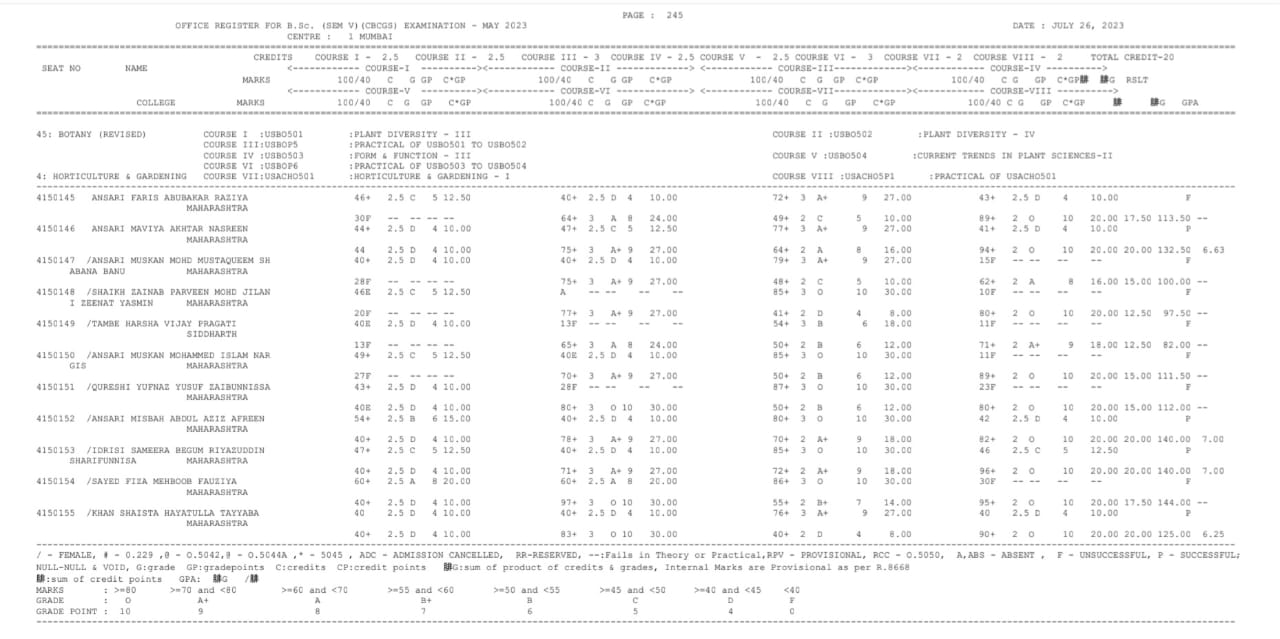 PAGE : 245
OFFICE REGISTER FOR B.Sc. (SEM V)(CBCGS) EXAMINATION - MAY 2023 DATE : JULY 26, 2023
CENTRE : 1 MUMBAI
CREDITS COURSE I - 2.5 COURSE II - 2.5 COURSE III - 3 COURSE IV - 2.5 COURSE V - 2.5 COURSE VI - 3 COURSE VII - 2 COURSE VIII - 2 TOTAL CREDIT-20
SEAT NO NAME <------------ COURSE-I ----------><------------ COURSE-II ----------> <----------- COURSE-III-----------><----------- COURSE-IV ---------->
MARKS 100/40 C G GP C*GP 100/40 C G GP C*GP 100/40 C G GP C*GP 100/40 C G GP C*GP G RSLT
<------------ COURSE-V ----------><------------ COURSE-VI ----------> <----------- COURSE-VII-----------><----------- COURSE-VIII ---------->
COLLEGE MARKS 100/40 C G GP C*GP 100/40 C G GP C*GP 100/40 C G GP C*GP 100/40 C G GP C*GP G GPA
45: BOTANY (REVISED) COURSE I :USBO501 :PLANT DIVERSITY - III COURSE II :USBO502 :PLANT DIVERSITY - IV
COURSE III:USBOP5 :PRACTICAL OF USBO501 TO USBO502
COURSE IV :USBO503 :FORM & FUNCTION - III COURSE V :USBO504 :CURRENT TRENDS IN PLANT SCIENCES-II
COURSE VI :USBOP6 :PRACTICAL OF USBO503 TO USBO504
4: HORTICULTURE & GARDENING COURSE VII:USACHO501 :HORTICULTURE & GARDENING - I COURSE VIII :USACHO5P1 :PRACTICAL OF USACHO501
4150145 ANSARI FARIS ABUBAKAR RAZIYA 46+ 2.5 C 5 12.50 40+ 2.5 D 4 10.00 72+ 3 A+ 9 27.00 43+ 2.5 D 4 10.00 F
MAHARASHTRA
30F -- -- -- -- 64+ 3 A 8 24.00 49+ 2 C 5 10.00 89+ 2 O 10 20.00 17.50 113.50 --
4150146 ANSARI MAVIYA AKHTAR NASREEN 44+ 2.5 D 4 10.00 47+ 2.5 C 5 12.50 77+ 3 A+ 9 27.00 41+ 2.5 D 4 10.00 P
MAHARASHTRA
44 2.5 D 4 10.00 75+ 3 A+ 9 27.00 64+ 2 A 8 16.00 94+ 2 O 10 20.00 20.00 132.50 6.63
4150147 /ANSARI MUSKAN MOHD MUSTAQUEEM SH 40+ 2.5 D 4 10.00 40+ 2.5 D 4 10.00 79+ 3 A+ 9 27.00 15F -- -- -- -- F
ABANA BANU MAHARASHTRA
28F -- -- -- -- 75+ 3 A+ 9 27.00 48+ 2 C 5 10.00 62+ 2 A 8 16.00 15.00 100.00 --
4150148 /SHAIKH ZAINAB PARVEEN MOHD JILAN 46E 2.5 C 5 12.50 A -- -- -- -- 85+ 3 O 10 30.00 10F -- -- -- -- F
I ZEENAT YASMIN MAHARASHTRA
20F -- -- -- -- 77+ 3 A+ 9 27.00 41+ 2 D 4 8.00 80+ 2 O 10 20.00 12.50 97.50 --
4150149 /TAMBE HARSHA VIJAY PRAGATI 40E 2.5 D 4 10.00 13F -- -- -- -- 54+ 3 B 6 18.00 11F -- -- -- -- F
SIDDHARTH
13F -- -- -- -- 65+ 3 A 8 24.00 50+ 2 B 6 12.00 71+ 2 A+ 9 18.00 12.50 82.00 --
4150150 /ANSARI MUSKAN MOHAMMED ISLAM NAR 49+ 2.5 C 5 12.50 40E 2.5 D 4 10.00 85+ 3 O 10 30.00 11F -- -- -- -- F
GIS MAHARASHTRA
27F -- -- -- -- 70+ 3 A+ 9 27.00 50+ 2 B 6 12.00 89+ 2 O 10 20.00 15.00 111.50 --
4150151 /QURESHI YUFNAZ YUSUF ZAIBUNNISSA 43+ 2.5 D 4 10.00 28F -- -- -- -- 87+ 3 O 10 30.00 23F -- -- -- -- F
MAHARASHTRA
40E 2.5 D 4 10.00 80+ 3 O 10 30.00 50+ 2 B 6 12.00 80+ 2 O 10 20.00 15.00 112.00 --
4150152 /ANSARI MISBAH ABDUL AZIZ AFREEN 54+ 2.5 B 6 15.00 40+ 2.5 D 4 10.00 80+ 3 O 10 30.00 42 2.5 D 4 10.00 P
MAHARASHTRA
40+ 2.5 D 4 10.00 78+ 3 A+ 9 27.00 70+ 2 A+ 9 18.00 82+ 2 O 10 20.00 20.00 140.00 7.00
4150153 /IDRISI SAMEERA BEGUM RIYAZUDDIN 47+ 2.5 C 5 12.50 40+ 2.5 D 4 10.00 85+ 3 O 10 30.00 46 2.5 C 5 12.50 P
SHARIFUNNISA MAHARASHTRA
40+ 2.5 D 4 10.00 71+ 3 A+ 9 27.00 72+ 2 A+ 9 18.00 96+ 2 O 10 20.00 20.00 140.00 7.00
4150154 /SAYED FIZA MEHBOOB FAUZIYA 60+ 2.5 A 8 20.00 60+ 2.5 A 8 20.00 86+ 3 O 10 30.00 30F -- -- -- -- F
MAHARASHTRA
40+ 2.5 D 4 10.00 97+ 3 O 10 30.00 55+ 2 B+ 7 14.00 95+ 2 O 10 20.00 17.50 144.00 --
4150155 /KHAN SHAISTA HAYATULLA TAYYABA 40 2.5 D 4 10.00 40+ 2.5 D 4 10.00 76+ 3 A+ 9 27.00 40 2.5 D 4 10.00 P
MAHARASHTRA
40+ 2.5 D 4 10.00 83+ 3 O 10 30.00 40+ 2 D 4 8.00 90+ 2 O 10 20.00 20.00 125.00 6.25
/ - FEMALE, # - 0.229 ,@ - O.5042,@ - O.5044A ,* - 5045 , ADC - ADMISSION CANCELLED, RR-RESERVED, --:Fails in Theory or Practical,RPV - PROVISIONAL, RCC - O.5050, A,ABS - ABSENT , F - UNSUCCESSFUL, P - SUCCESSFUL;
NULL-NULL & VOID, G:grade GP:gradepoints C:credits CP:credit points G:sum of product of credits & grades, Internal Marks are Provisional as per R.8668
:sum of credit points GPA: G /
MARKS : >=80 >=70 and <80 >=60 and <70 >=55 and <60 >=50 and <55 >=45 and <50 >=40 and <45 <40
GRADE : O A+ A B+ B C D F
GRADE POINT : 10 9 8 7 6 5 4 0